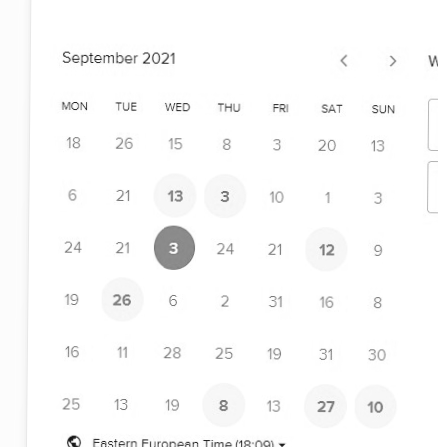 September 2021
W
MON TUE WED THU FRI SAT SUN
18 26 15 8 3 20 13
6 21 13 3 10 1 3
24 21 3 24 21 12 9
19 26 6 2 31 16 8
16 11 28 25 19 31 30
25 13 19 8 13 27 10
Eastern European Time (18:09)